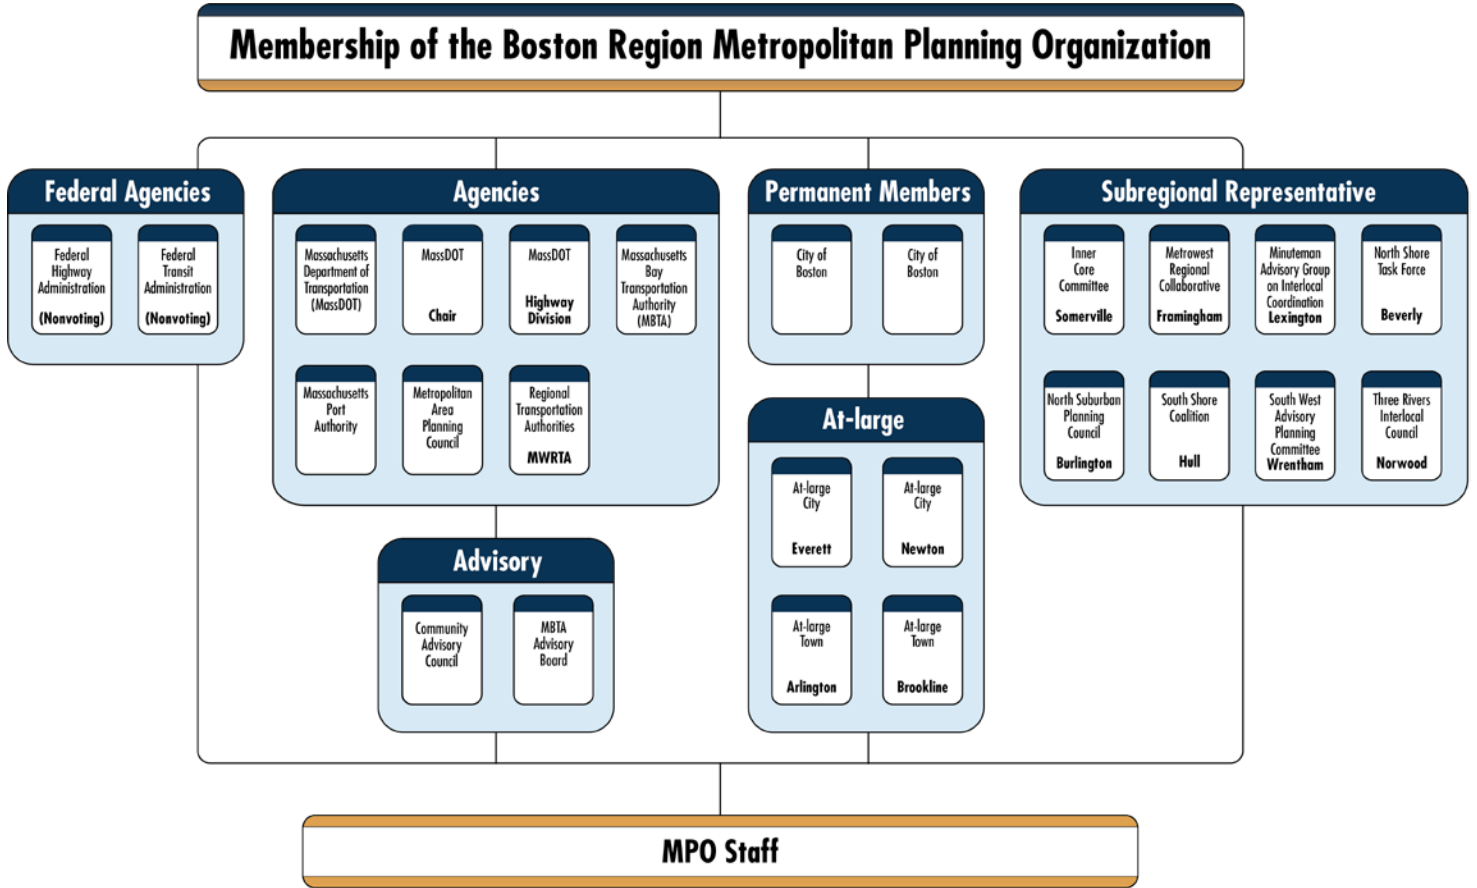 Membership of the Boston Region Metropolitan Planning Organization
Federal Agencies
Federal
Highway
Administration
(Nonvoting)
Federal
Transit
Administration
(Nonvoting)
Agencies
Massachusetts
Department of
Transportation
(MassDOT)
MassDOT
Chair
MassDOT
Highway
Division
Massachusetts
Bay
Transportation
Authority
(MBTA)
Massachusetts
Port
Authority
Metropolitan
Area
Planning
Council
Regional
Transportation
Authorities
MWRTA
Advisory
Community
Advisory
Council
MBTA
Advisory
Board
Permanent Members
City of
Boston
City of
Boston
At-large
At-large
City
Everett
At-large
City
Newton
At-large
Town
Arlington
At-large
Town
Brookline
Subregional Representative
Inner
Core
Committee
Somerville
Metrowest
Regional
Collaborative
Framingham
Minuteman
Advisory Group
on Interlocal
Coordination
Lexington
North Shore
Task Force
Beverly
North Suburban
Planning
Council
Burlington
South Shore
Coalition
Hull
South West
Advisory
Planning
Committee
Wrentham
Three Rivers
Interlocal
Council
Norwood
MPO Staff